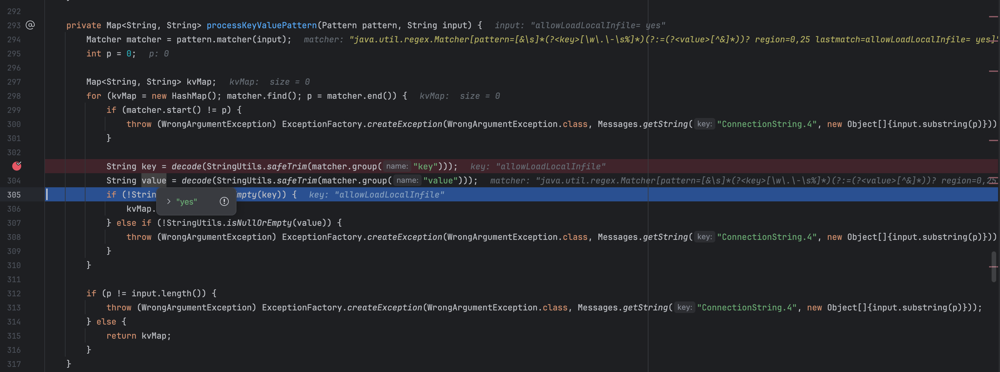 292
293 @ private Map<String, String> processKeyValuePattern(Pattern pattern, String input) { input: "allowLoadLocalInfile= yes"
294 Matcher matcher = pattern.matcher(input); matcher: "java.util.regex.Matcher[pattern=[&\s]*(?<key>[\w\.\-\s%]*)(?:=(?<value>[^&]*))? region=0,25 lastmatch=allowLoadLocalInfile= yes]"
295 int p = 0; p: 0
296
297 Map<String, String> kvMap; kvMap: size = 0
298 for (kvMap = new HashMap(); matcher.find(); p = matcher.end()) { kvMap: size = 0
299 if (matcher.start() != p) {
300 throw (WrongArgumentException) ExceptionFactory.createException(WrongArgumentException.class, Messages.getString( key: "ConnectionString.4", new Object[]{input.substring(p)}))
301 }
302
String key = decode(StringUtils.safeTrim(matcher.group( name: "key"))); key: "allowLoadLocalInfile"
304 String value = decode(StringUtils.safeTrim(matcher.group( name: "value"))); matcher: "java.util.regex.Matcher[pattern=[&\s]*(?<key>[\w\.\-\s%]*)(?:=(?<value>[^&]*))? region=0,25
305 if (!Strin mpty(key)) { key: "allowLoadLocalInfile"
"yes"
306 kvMap.
307 } else if (!StringUtils.isNullOrEmpty(value)) {
308 throw (WrongArgumentException) ExceptionFactory.createException(WrongArgumentException.class, Messages.getString( key: "ConnectionString.4", new Object[]{input.substring(p)}))
309 }
310 }
311
312 if (p != input.length()) {
313 throw (WrongArgumentException) ExceptionFactory.createException(WrongArgumentException.class, Messages.getString( key: "ConnectionString.4", new Object[]{input.substring(p)}));
314 } else {
315 return kvMap;
316 }
317 }